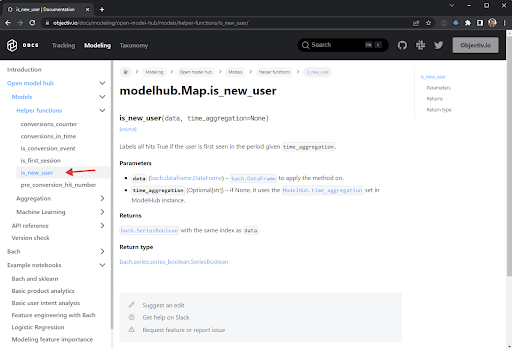 is_new_user | Documentation
objectiv.io/docs/modeling/open-model-hub/models/helper-functions/is_new_user/
DOCS
Tracking
Modeling
Taxonomy
Search
Objectiv.io
Introduction
Open model hub
Models
Helper functions
conversions_counter
conversions_in_time
is_conversion_event
is_first_session
is_new_user
pre_conversion_hit_number
Aggregation
Machine Learning
API reference
Version check
Bach
Example notebooks
Bach and sklearn
Basic product analytics
Basic user intent analysis
Feature engineering with Bach
Logistic Regression
Modeling feature importance
Modeling
Open model hub
Models
Helper functions
is_new_user
modelhub.Map.is_new_user
is_new_user(data, time_aggregation=None)
[source]
Labels all hits True if the user is first seen in the period given time_aggregation.
Parameters
• data (bach.dataframe.DataFrame) – bach.DataFrame to apply the method on.
• time_aggregation (Optional[str]) – if None, it uses the ModelHub.time_aggregation set in
ModelHub instance.
Returns
bach.SeriesBoolean with the same index as data.
Return type
bach.series.series_boolean.SeriesBoolean
Suggest an edit
Get help on Slack
Request feature or report issue
is_new_user
Parameters
Returns
Return type